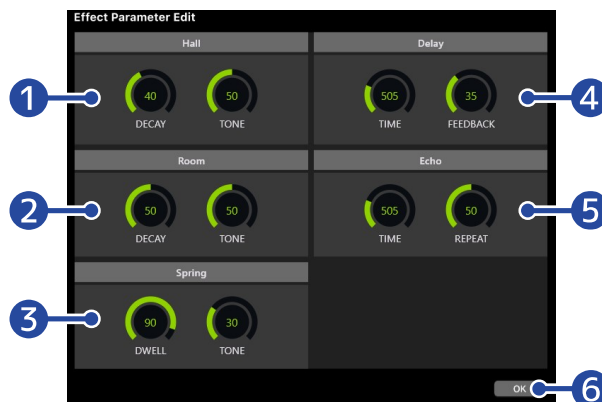 Effect Parameter Edit
Hall
Delay
1
40
50
505
35
4
DECAY
TONE
TIME
FEEDBACK
Room
Echo
2
50
50
505
50
5
DECAY
TONE
TIME
REPEAT
Spring
3
90
30
DWELL
TONE
OK
6